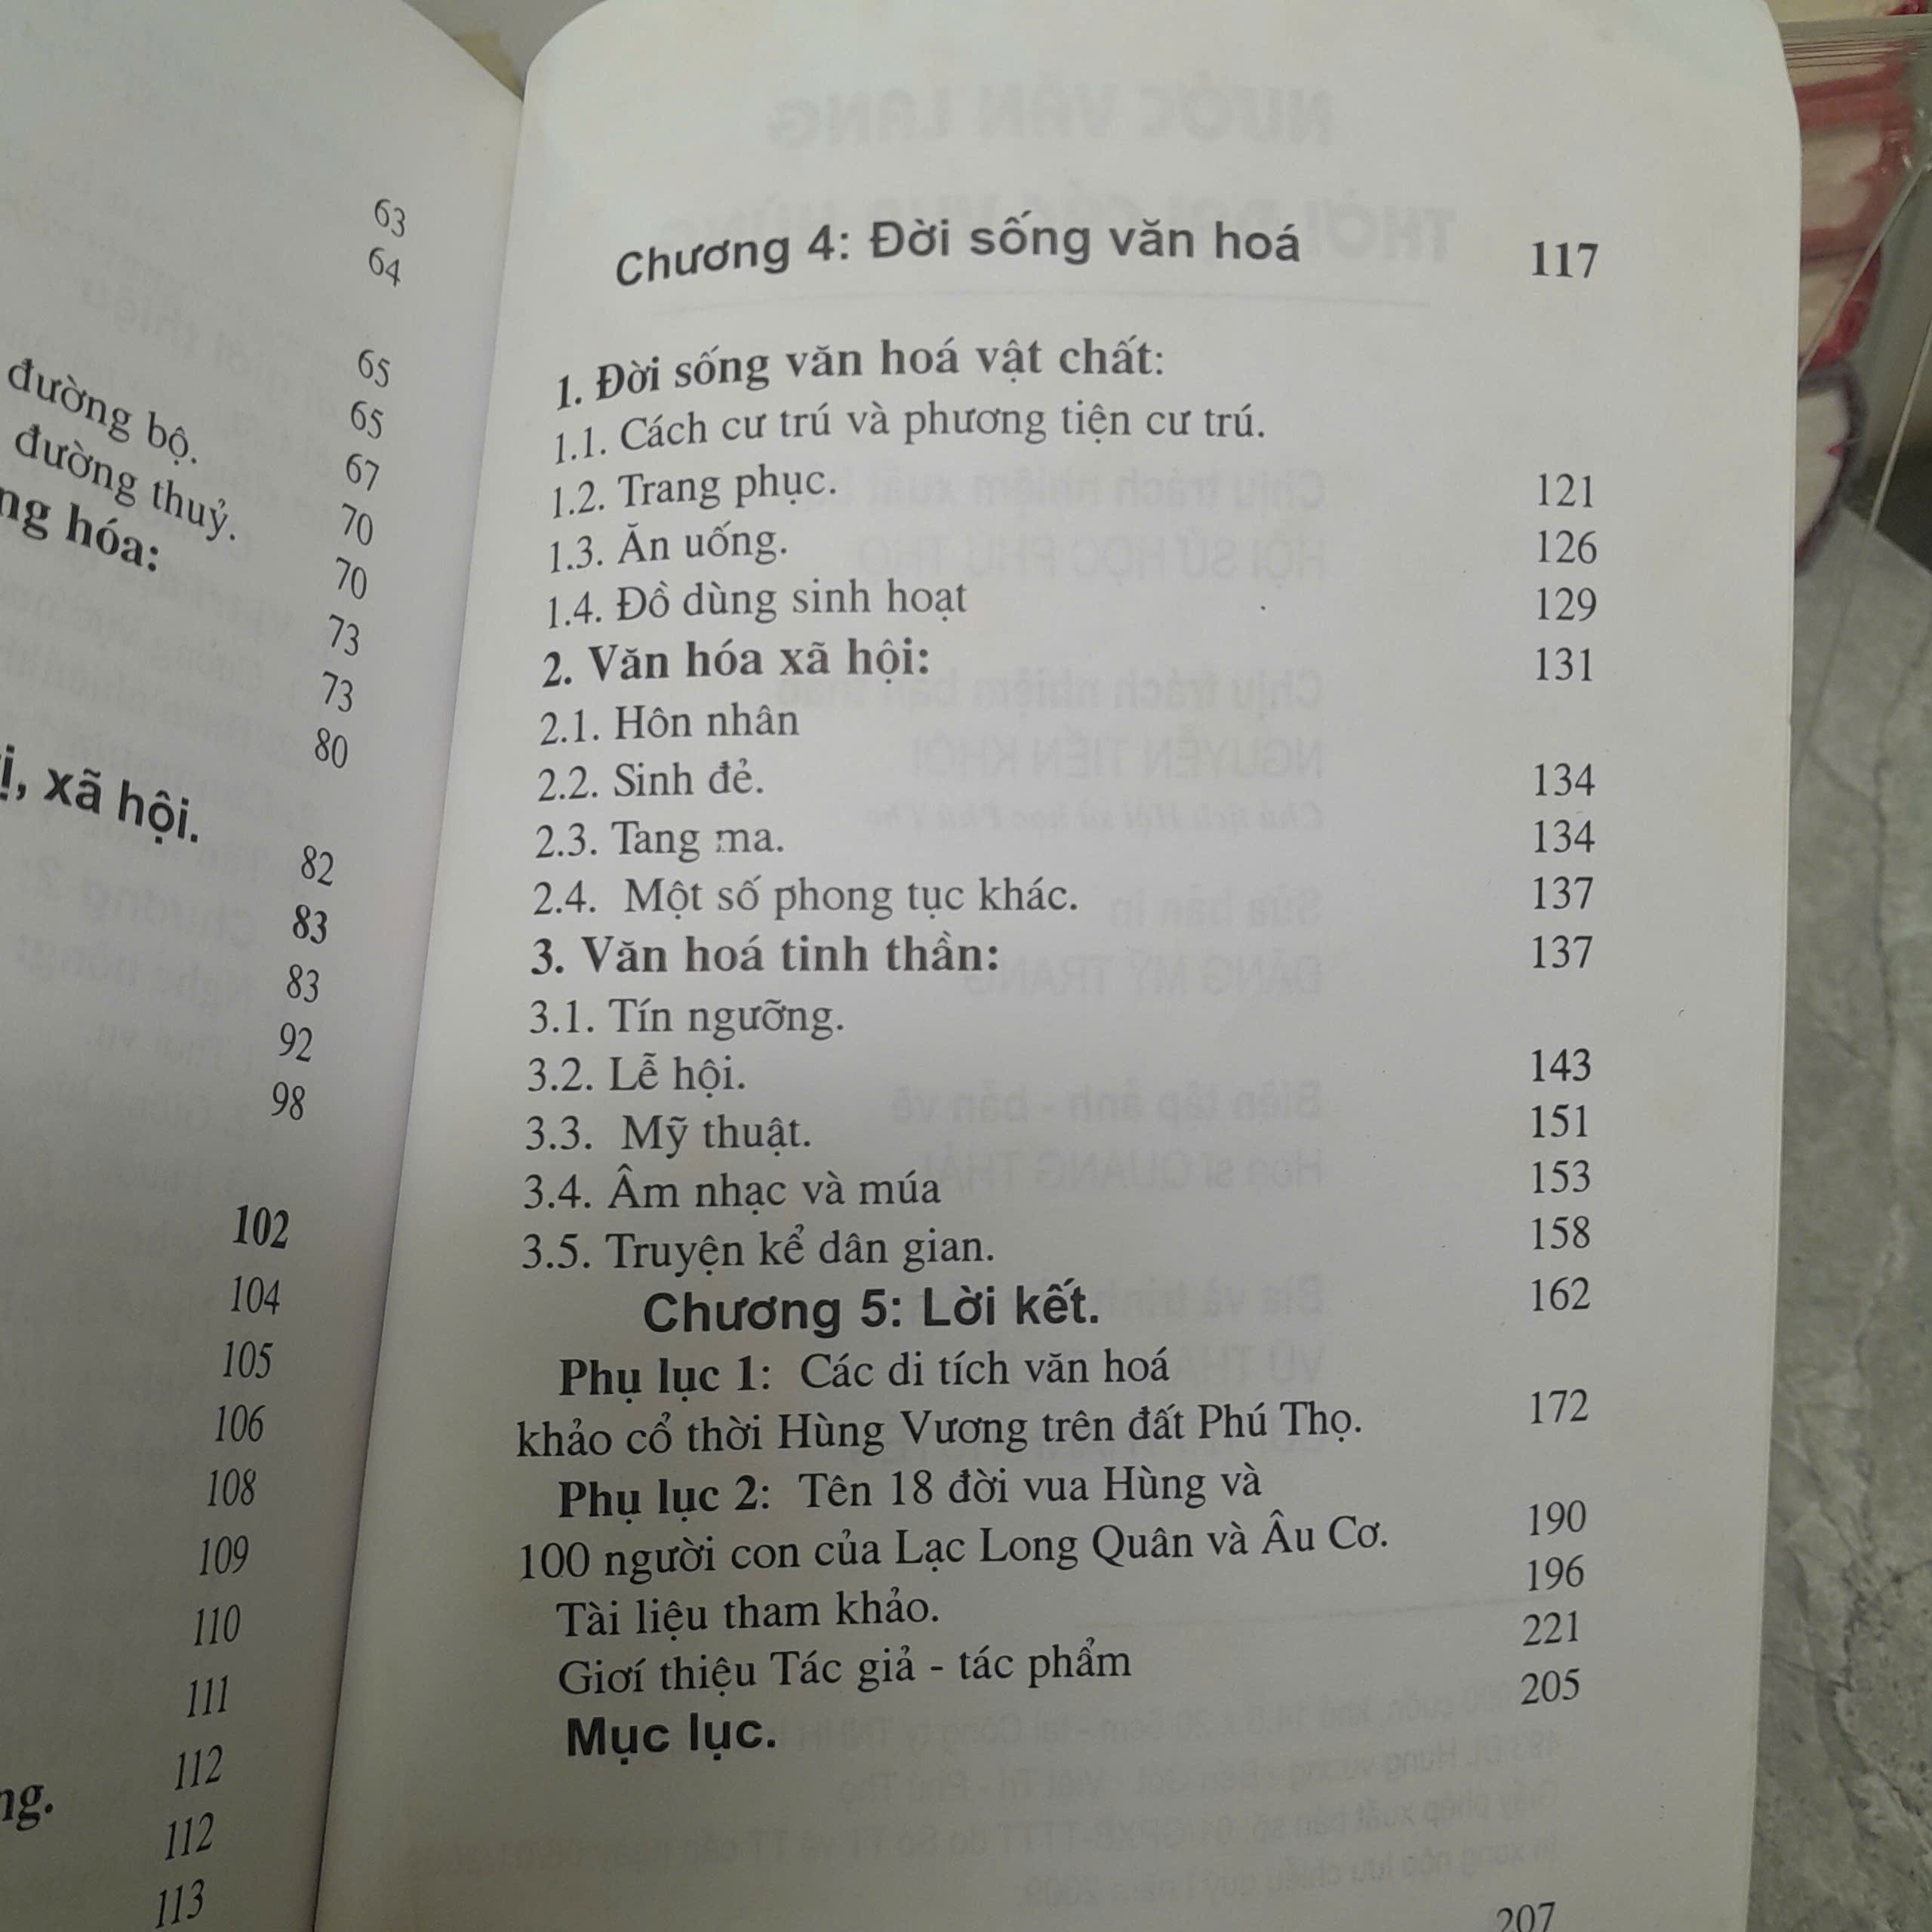 63
64
65
đường bộ.
65
đường thuỷ.
67
hóa:
70
70
73
73
80
xã hội.
82
83
83
92
98
102
104
105
106
108
109
110
111
112
112
113
Chương 4: Đời sống văn hoá 117
1. Đời sống văn hoá vật chất:
1.1. Cách cư trú và phương tiện cư trú.
1.2. Trang phục. 121
1.3. Ăn uống. 126
1.4. Đồ dùng sinh hoạt 129
2. Văn hóa xã hội: 131
2.1. Hôn nhân
2.2. Sinh đẻ. 134
2.3. Tang ma. 134
2.4. Một số phong tục khác. 137
3. Văn hoá tinh thần: 137
3.1. Tín ngưỡng.
3.2. Lễ hội. 143
3.3. Mỹ thuật. 151
3.4. Âm nhạc và múa 153
3.5. Truyện kể dân gian. 158
Chương 5: Lời kết. 162
Phụ lục 1: Các di tích văn hoá
khảo cổ thời Hùng Vương trên đất Phú Thọ. 172
Phụ lục 2: Tên 18 đời vua Hùng và
100 người con của Lạc Long Quân và Âu Cơ. 190
Tài liệu tham khảo. 196
Giơí thiệu Tác giả - tác phẩm 221
Mục lục. 205
207